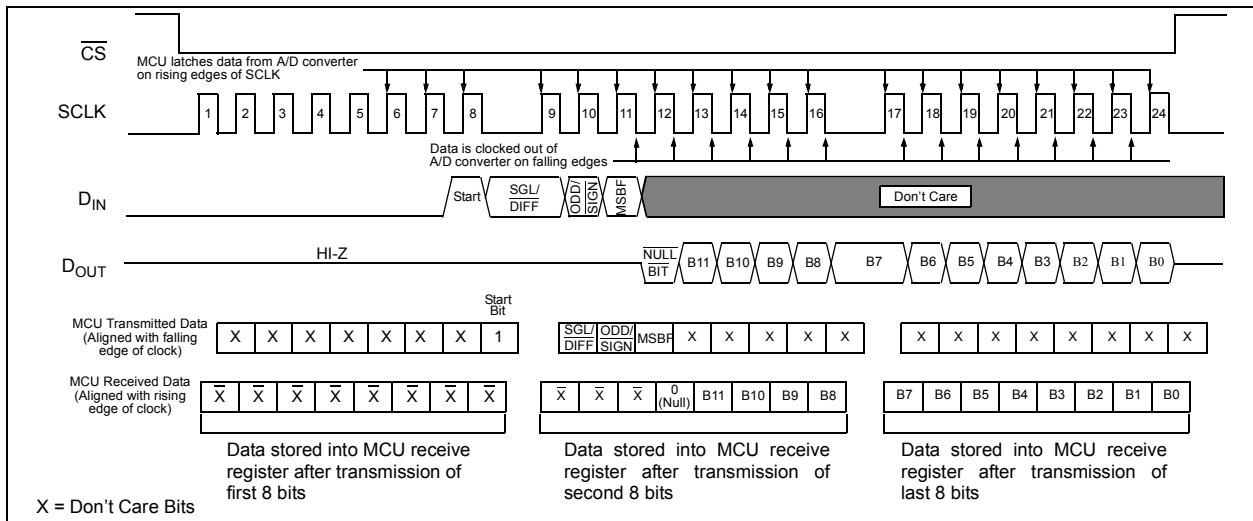 CS
MCU latches data from A/D converter
on rising edges of SCLK
SCLK
1 2 3 4 5 6 7 8 9 10 11 12 13 14 15 16 17 18 19 20 21 22 23 24
Data is clocked out of
A/D converter on falling edges
DIN
Start
SGL/
DIFF
ODD/
SIGN
MSBF
Don't Care
DOUT
HI-Z
NULL
BIT
B11 B10 B9 B8 B7 B6 B5 B4 B3 B2 B1 B0
Start
Bit
MCU Transmitted Data
(Aligned with falling
edge of clock)
X X X X X X X 1
SGL/
DIFF
ODD/
SIGN
MSBF X X X X X
X X X X X X X X
MCU Received Data
(Aligned with rising
edge of clock)
X X X X X X X X
X X X 0
(Null)
B11 B10 B9 B8
B7 B6 B5 B4 B3 B2 B1 B0
Data stored into MCU receive
register after transmission of
first 8 bits
Data stored into MCU receive
register after transmission of
second 8 bits
Data stored into MCU receive
register after transmission of
last 8 bits
X = Don't Care Bits